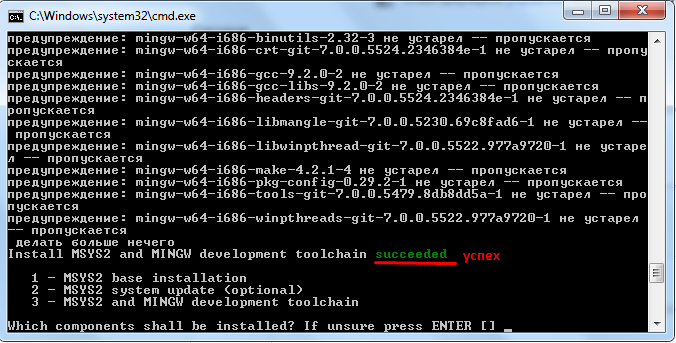 C:\Windows\system32\cmd.exe
предупреждение: mingw-w64-i686-binutils-2.32-3 не устарел -- пропускается
предупреждение: mingw-w64-i686-crt-git-7.0.0.5524.2346384e-1 не устарел -- пропу
скается
предупреждение: mingw-w64-i686-gcc-9.2.0-2 не устарел -- пропускается
предупреждение: mingw-w64-i686-gcc-libs-9.2.0-2 не устарел -- пропускается
предупреждение: mingw-w64-i686-headers-git-7.0.0.5524.2346384e-1 не устарел -- п
ропускается
предупреждение: mingw-w64-i686-libmangle-git-7.0.0.5230.69c8fad6-1 не устарел --
пропускается
предупреждение: mingw-w64-i686-libwinpthread-git-7.0.0.5522.977a9720-1 не устаре
л -- пропускается
предупреждение: mingw-w64-i686-make-4.2.1-4 не устарел -- пропускается
предупреждение: mingw-w64-i686-pkg-config-0.29.2-1 не устарел -- пропускается
предупреждение: mingw-w64-i686-tools-git-7.0.0.5479.8db8dd5a-1 не устарел -- про
пускается
предупреждение: mingw-w64-i686-winpthreads-git-7.0.0.5522.977a9720-1 не устарел
-- пропускается
делать больше нечего
Install MSYS2 and MINGW development toolchain succeeded успех
1 - MSYS2 base installation
2 - MSYS2 system update (optional)
3 - MSYS2 and MINGW development toolchain
Which components shall be installed? If unsure press ENTER []